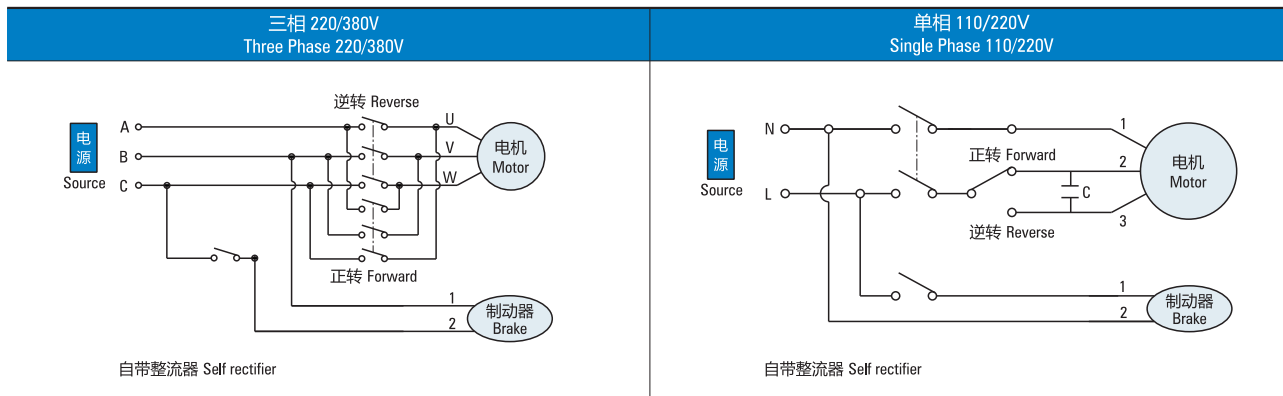 三相 220/380V
Three Phase 220/380V
单相 110/220V
Single Phase 110/220V
逆转 Reverse
电源
Source
A
B
C
U
V
W
电机
Motor
正转 Forward
1
2
制动器
Brake
自带整流器 Self rectifier
电源
Source
N
L
正转 Forward
逆转 Reverse
C
1
2
3
电机
Motor
1
2
制动器
Brake
自带整流器 Self rectifier